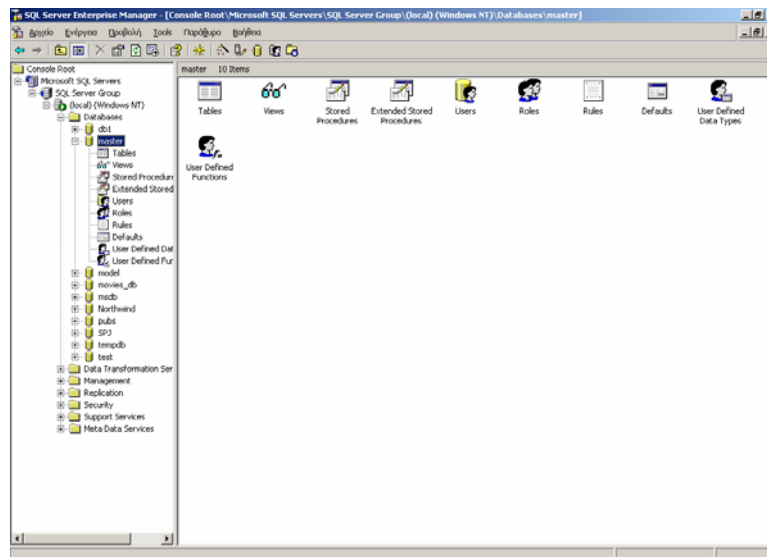 SQL Server Enterprise Manager - [Console Root\Microsoft SQL Servers\SQL Server Group\(local) (Windows NT)\Databases\master]
Αρχείο Ενέργεια Προβολή Tools Παράθυρο Βοήθεια
Console Root
Microsoft SQL Servers
SQL Server Group
(local) (Windows NT)
Databases
db1
master
Tables
Views
Stored Procedure
Extended Stored
Users
Roles
Rules
Defaults
User Defined Dat
User Defined Fun
model
movies_db
msdb
Northwind
pubs
SPJ
tempdb
test
Data Transformation Ser
Management
Replication
Security
Support Services
Meta Data Services
master 10 Items
Tables Views Stored Procedures Extended Stored Procedures Users Roles Rules Defaults User Defined Data Types
User Defined Functions